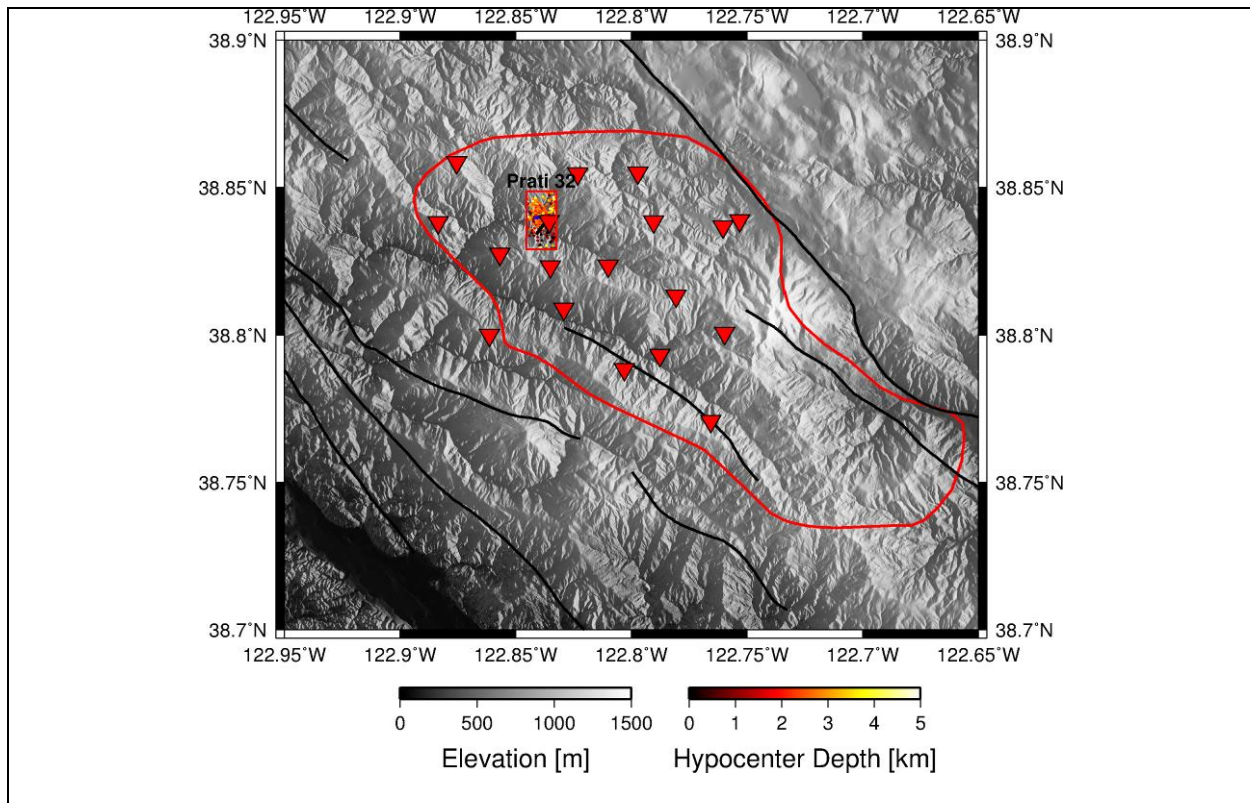 122.95˚W 122.9˚W 122.85˚W 122.8˚W 122.75˚W 122.7˚W 122.65˚W
38.9˚N 38.9˚N
Prati 32
38.85˚N 38.85˚N
38.8˚N 38.8˚N
38.75˚N 38.75˚N
38.7˚N 38.7˚N
122.95˚W 122.9˚W 122.85˚W 122.8˚W 122.75˚W 122.7˚W 122.65˚W
0 500 1000 1500 0 1 2 3 4 5
Elevation [m] Hypocenter Depth [km]